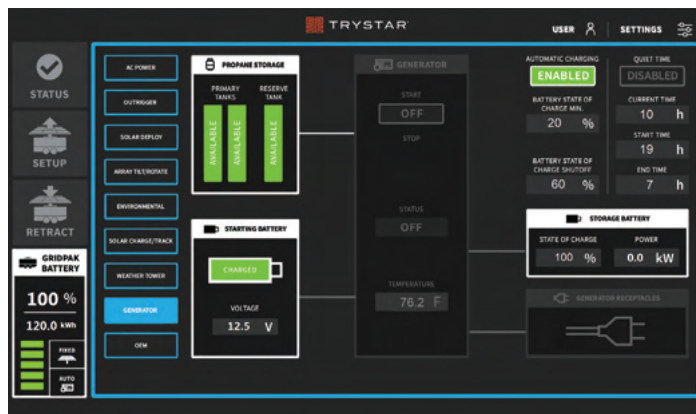 TRYSTAR
USER
SETTINGS
STATUS
SETUP
RETRACT
GRIDPAK
BATTERY
100 %
120.0 kWh
FIXED
AUTO
AC POWER
OUTRIGGER
SOLAR DEPLOY
ARRAY TILT/ROTATE
ENVIRONMENTAL
SOLAR CHARGE/TRACK
WEATHER TOWER
GENERATOR
OEM
PROPANE STORAGE
PRIMARY
TANKS
RESERVE
TANK
AVAILABLE
AVAILABLE
AVAILABLE
STARTING BATTERY
CHARGED
VOLTAGE
12.5 V
GENERATOR
START
OFF
STOP
STATUS
OFF
TEMPERATURE
76.2 F
AUTOMATIC CHARGING
ENABLED
BATTERY STATE OF
CHARGE MIN.
20 %
BATTERY STATE OF
CHARGE SHUTOFF
60 %
QUIET TIME
DISABLED
CURRENT TIME
10 h
START TIME
19 h
END TIME
7 h
STORAGE BATTERY
STATE OF CHARGE
100 %
POWER
0.0 kW
GENERATOR RECEPTACLES